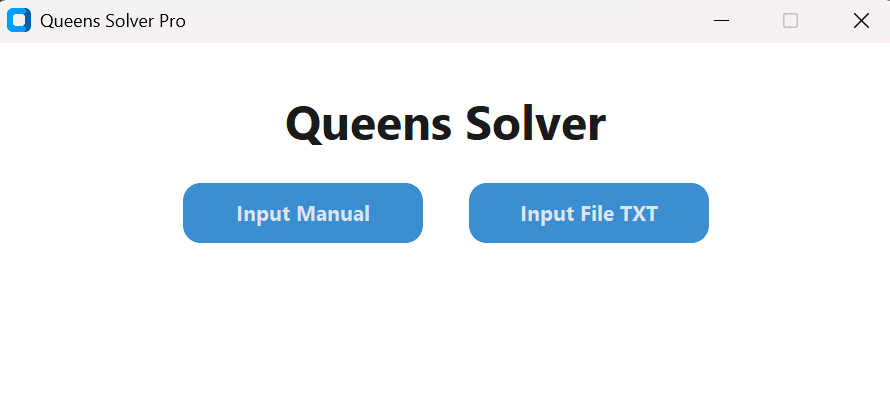 Queens Solver Pro
Queens Solver
Input Manual
Input File TXT